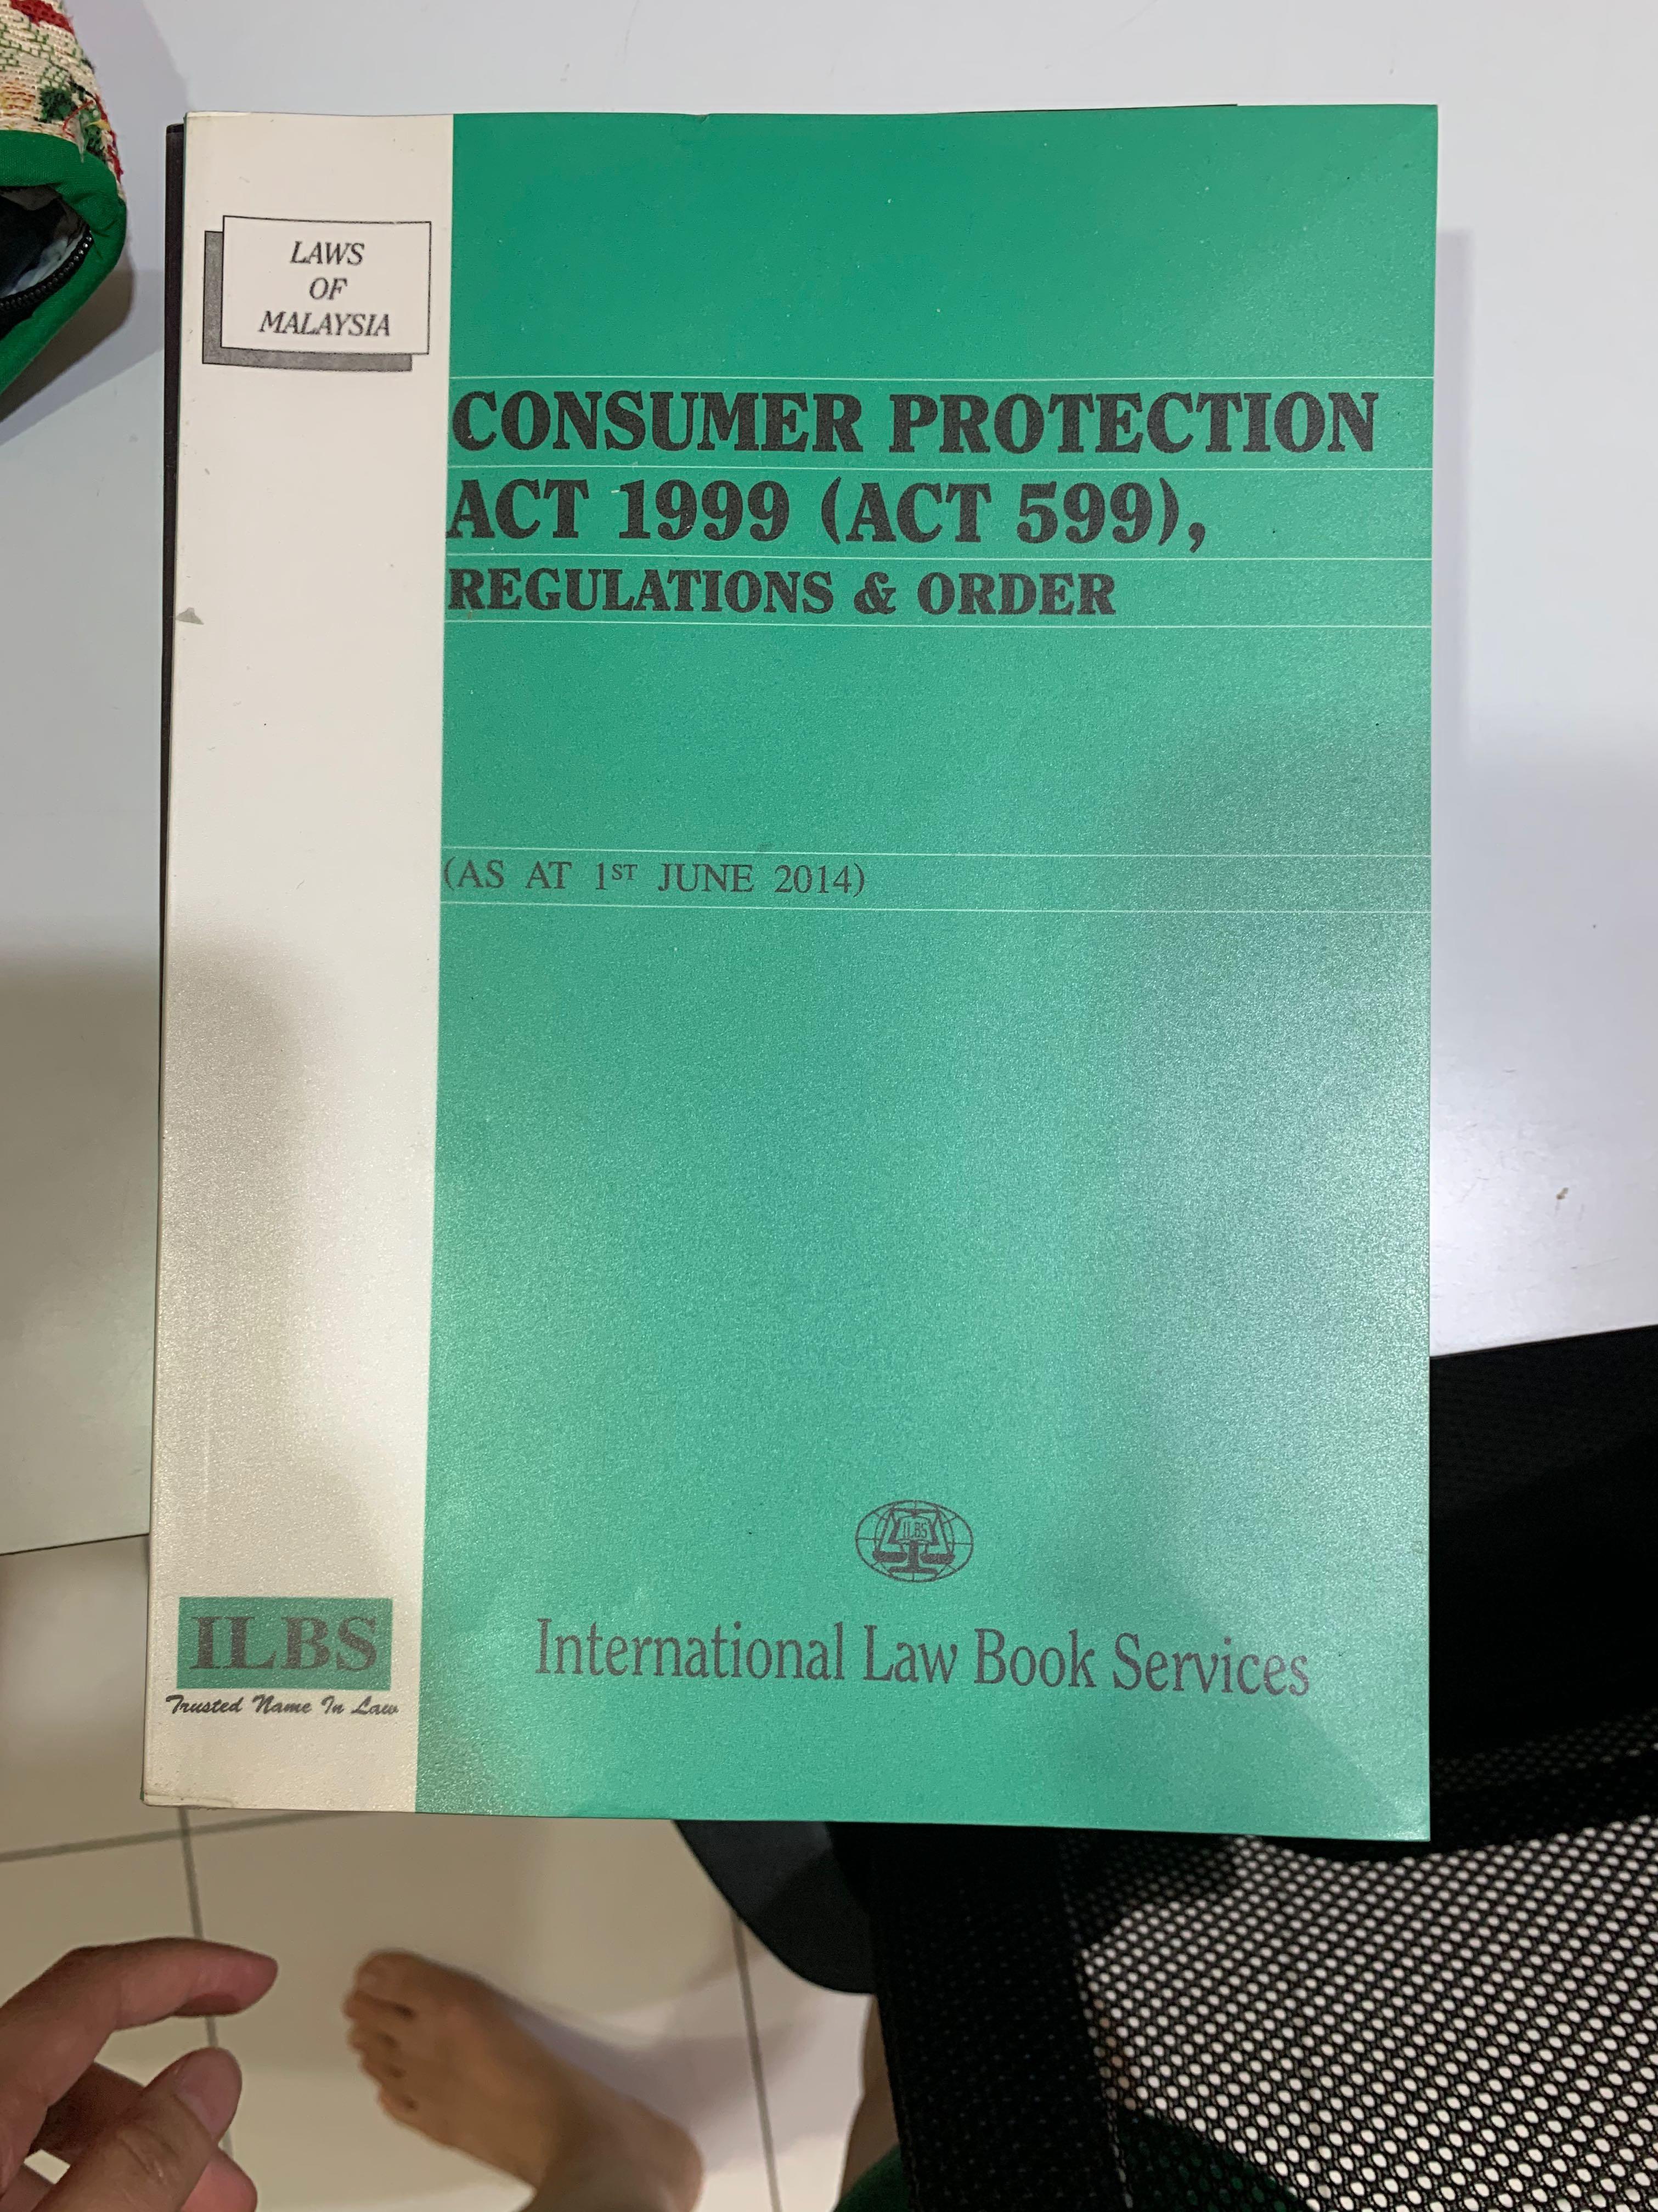 LAWS
OF
MALAYSIA
CONSUMER PROTECTION
ACT 1999 (ACT 599),
REGULATIONS & ORDER
(AS AT 1ST JUNE 2014)
ILBS
International Law Book Services
ILBS
Trusted Name In Law